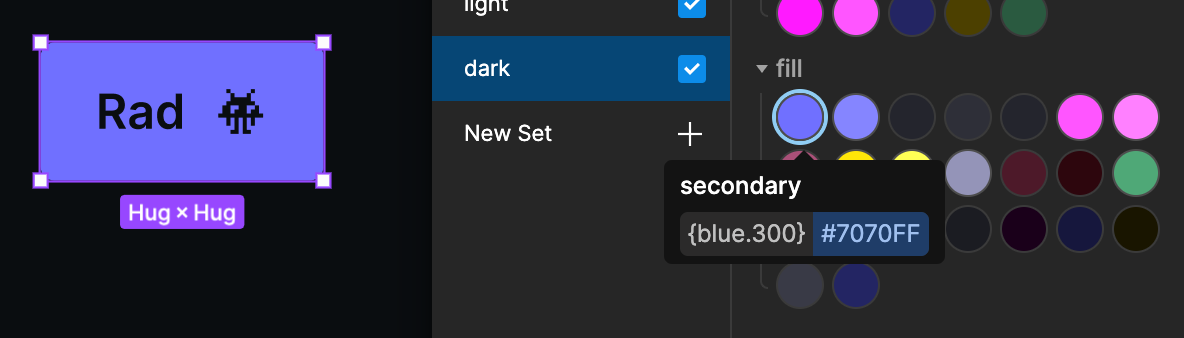 light
dark
New Set
fill
Rad
Hug × Hug
secondary
{blue.300} #7070FF